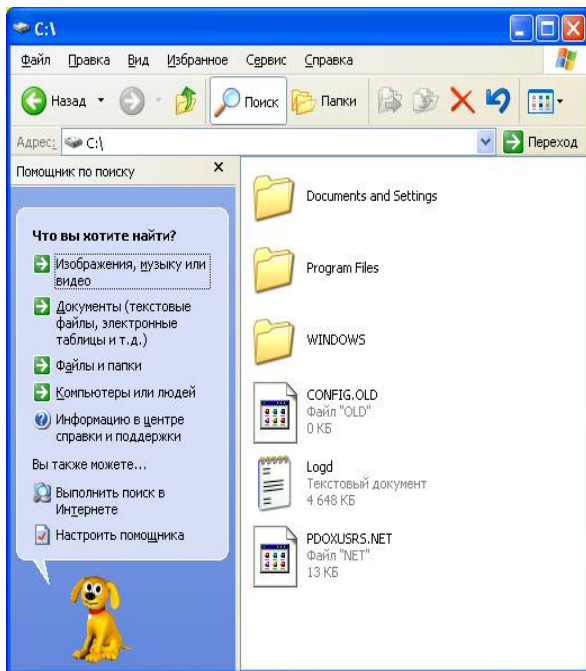 C:\
Файл Правка Вид Избранное Сервис Справка
Назад Поиск Папки
Адрес: C:\ Переход
Помощник по поиску X
Что вы хотите найти?
Изображения, музыку или
видео
Документы (текстовые
файлы, электронные
таблицы и т.д.)
Файлы и папки
Компьютеры или людей
Информацию в центре
справки и поддержки
Вы также можете...
Выполнить поиск в
Интернете
Настроить помощника
Documents and Settings
Program Files
WINDOWS
CONFIG.OLD
Файл "OLD"
0 КБ
Logd
Текстовый документ
4 648 КБ
PDOXUSRS.NET
Файл "NET"
13 КБ